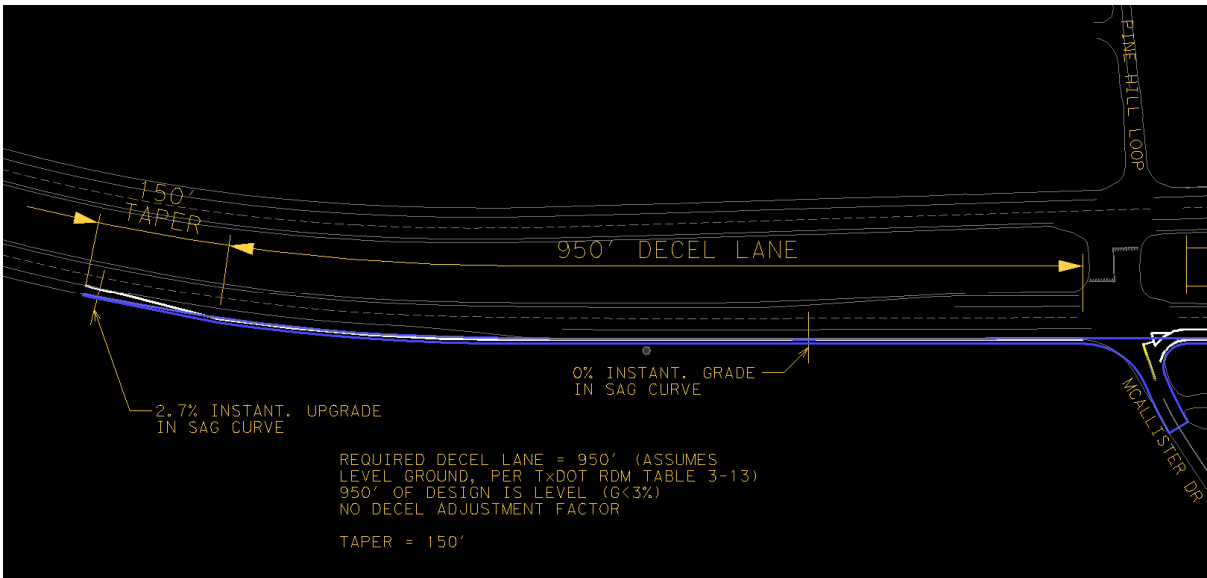 PINE HILL LOOP
150'
TAPER
950' DECEL LANE
0% INSTANT. GRADE
IN SAG CURVE
2.7% INSTANT. UPGRADE
IN SAG CURVE
MCALLISTER DR
REQUIRED DECEL LANE = 950' (ASSUMES
LEVEL GROUND, PER TxDOT RDM TABLE 3-13)
950' OF DESIGN IS LEVEL (G<3%)
NO DECEL ADJUSTMENT FACTOR
TAPER = 150'